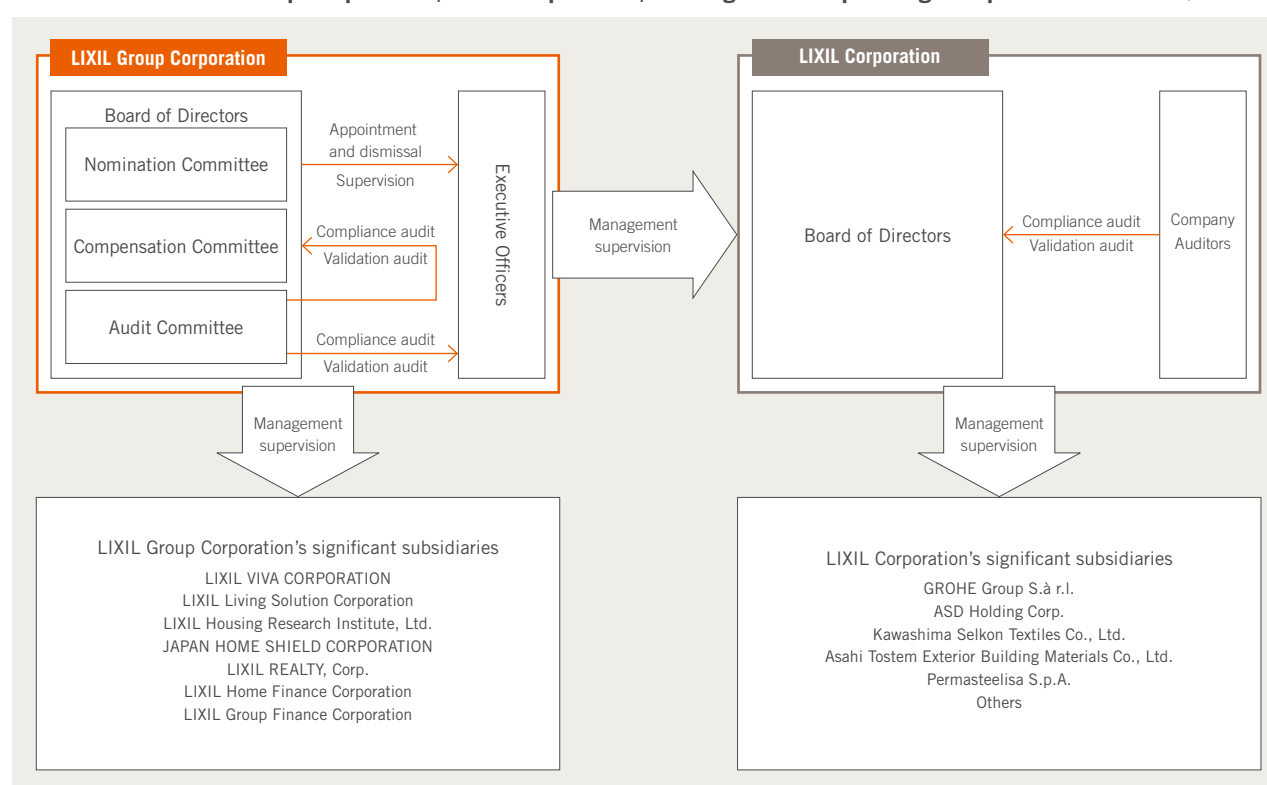 LIXIL Group Corporation
Board of Directors
Nomination Committee
Compensation Committee
Audit Committee
Appointment
and dismissal
Supervision
Compliance audit
Validation audit
Compliance audit
Validation audit
Executive Officers
Management
supervision
LIXIL Corporation
Board of Directors
Compliance audit
Validation audit
Company
Auditors
Management
supervision
Management
supervision
LIXIL Group Corporation’s significant subsidiaries
LIXIL VIVA CORPORATION
LIXIL Living Solution Corporation
LIXIL Housing Research Institute, Ltd.
JAPAN HOME SHIELD CORPORATION
LIXIL REALTY, Corp.
LIXIL Home Finance Corporation
LIXIL Group Finance Corporation
LIXIL Corporation’s significant subsidiaries
GROHE Group S.à r.l.
ASD Holding Corp.
Kawashima Selkon Textiles Co., Ltd.
Asahi Tostem Exterior Building Materials Co., Ltd.
Permasteelisa S.p.A.
Others